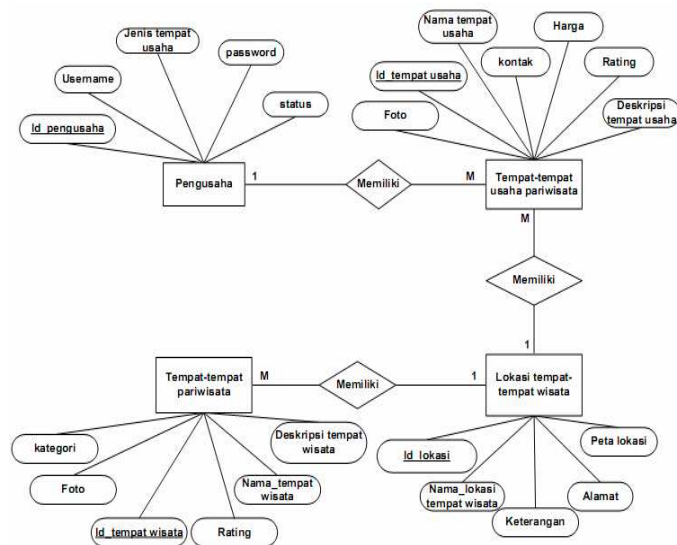 Jenis tempat
usaha
password
Username
status
Id_pengusaha
Nama tempat
usaha
Harga
kontak
Rating
Id_tempat usaha
Foto
Deskripsi
tempat usaha
Pengusaha
1
Memiliki
M
Tempat-tempat
usaha pariwisata
M
Memiliki
1
Tempat-tempat
pariwisata
M
Memiliki
1
Lokasi tempat-
tempat wisata
kategori
Foto
Id_tempat wisata
Rating
Nama_tempat
wisata
Deskripsi tempat
wisata
Id_lokasi
Nama_lokasi
tempat wisata
Keterangan
Alamat
Peta lokasi